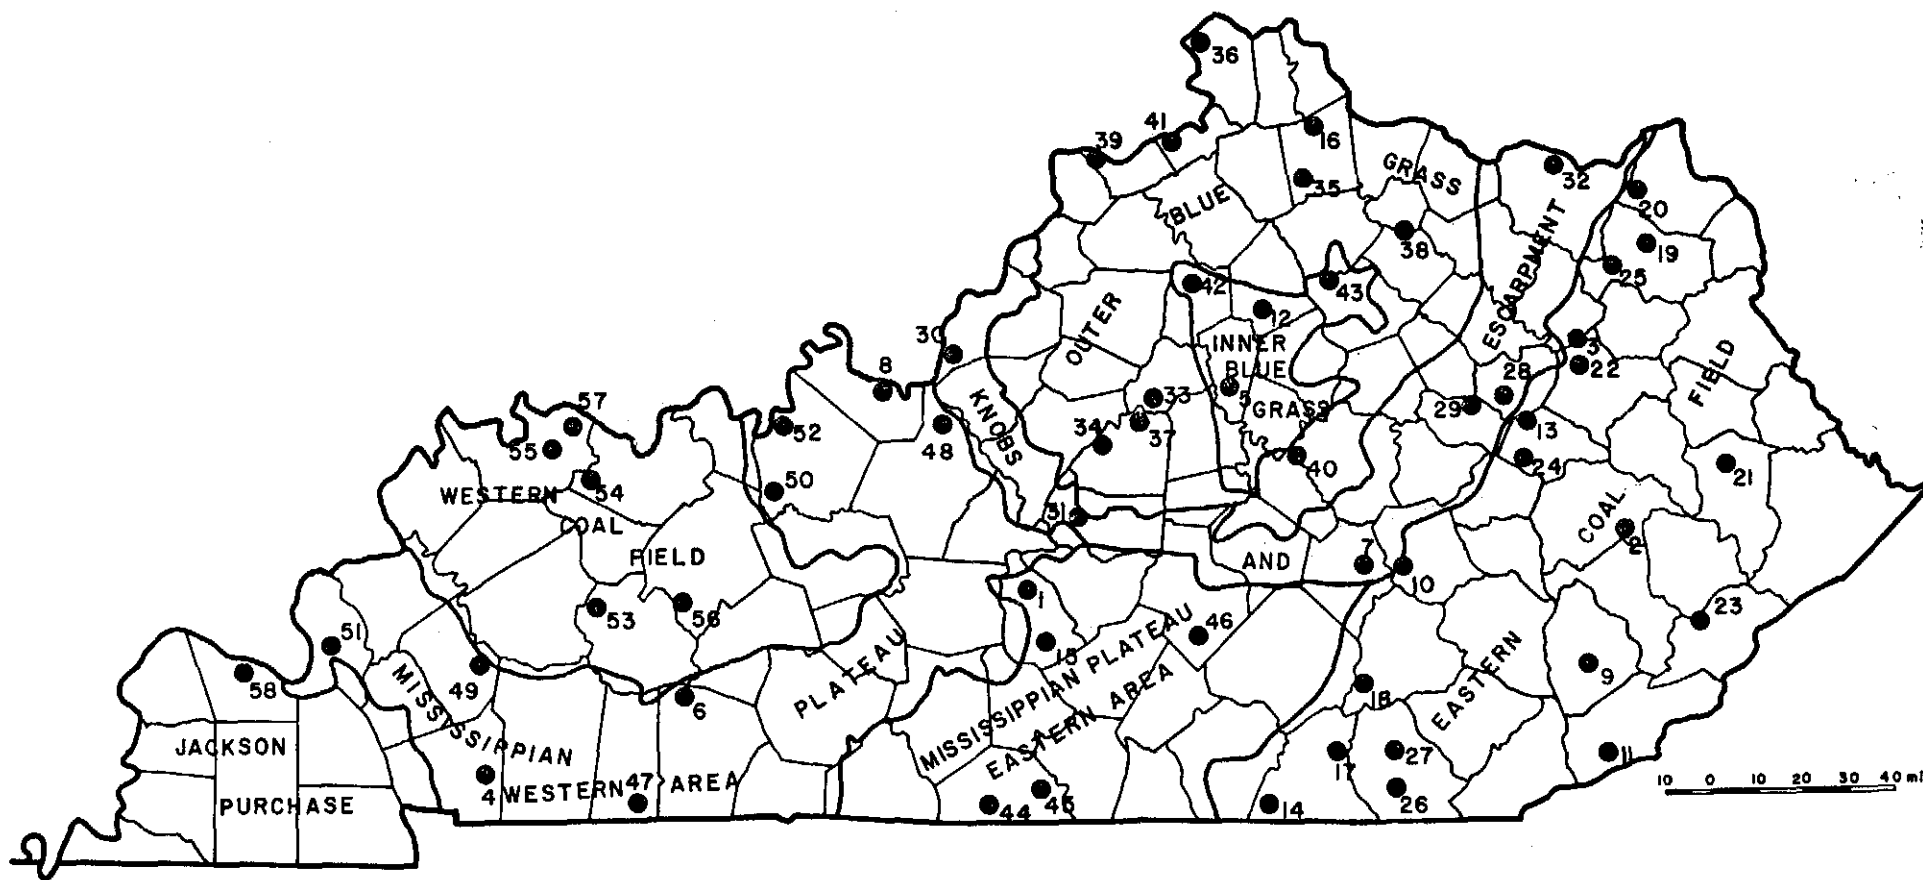 36
41
39
16
GRASS
32
35
BLUE
20
ESCARPMENT
38
19
25
42
43
OUTER
12
30
3
INNER
BLUE
GRASS
8
28
22
FIELD
5
33
29
KNOBS
57
52
34
37
13
48
55
40
24
21
50
54
WESTERN
COAL
FIELD
31
COAL
2
AND
7
10
1
53
56
46
23
51
15
PLATEAU
MISSISSIPPIAN PLATEAU
EASTERN AREA
EASTERN
9
49
58
18
6
MISSISSIPPIAN
JACKSON
PURCHASE
27
17
11
4
WESTERN AREA
47
44
45
14
26
10 0 10 20 30 40 mi